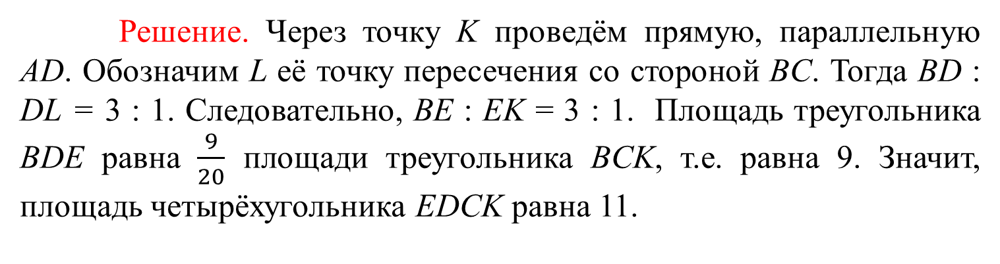 Решение. Через точку K проведём прямую, параллельную
AD. Обозначим L её точку пересечения со стороной BC. Тогда BD :
DL = 3 : 1. Следовательно, BE : EK = 3 : 1. Площадь треугольника
BDE равна 9/20 площади треугольника BCK, т.е. равна 9. Значит,
площадь четырёхугольника EDCK равна 11.